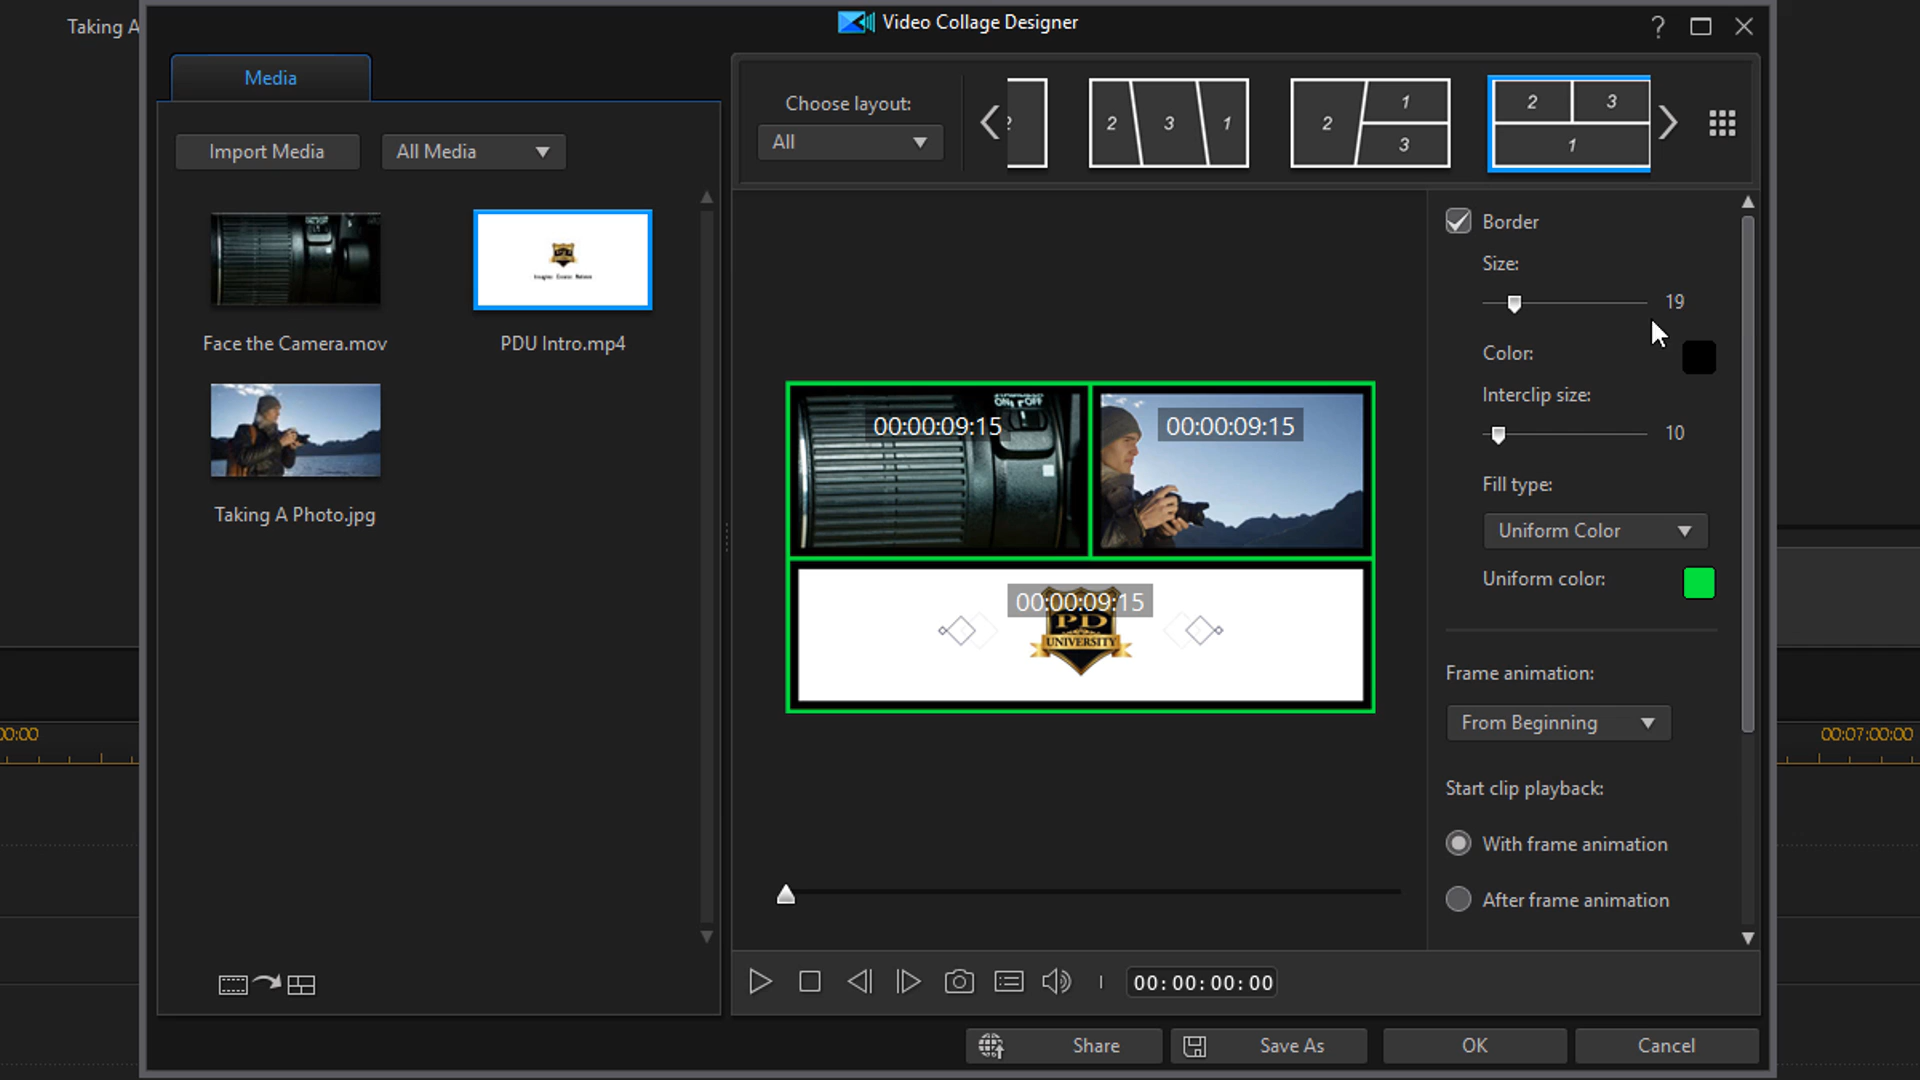 Video Collage Designer
?
Taking A
Media
Import Media
All Media
Face the Camera.mov
PDU Intro.mp4
Taking A Photo.jpg
Choose layout:
All
2
2 3 1
2 1 3
2 3 1
Border
Size:
19
Color:
Interclip size:
10
Fill type:
Uniform Color
Uniform color:
Frame animation:
From Beginning
Start clip playback:
With frame animation
After frame animation
ON OFF
00:00:09:15
00:00:09:15
00:00:09:15
PD
UNIVERSITY
00:00
00:07:00:00
00:00:00:00
Share
Save As
OK
Cancel